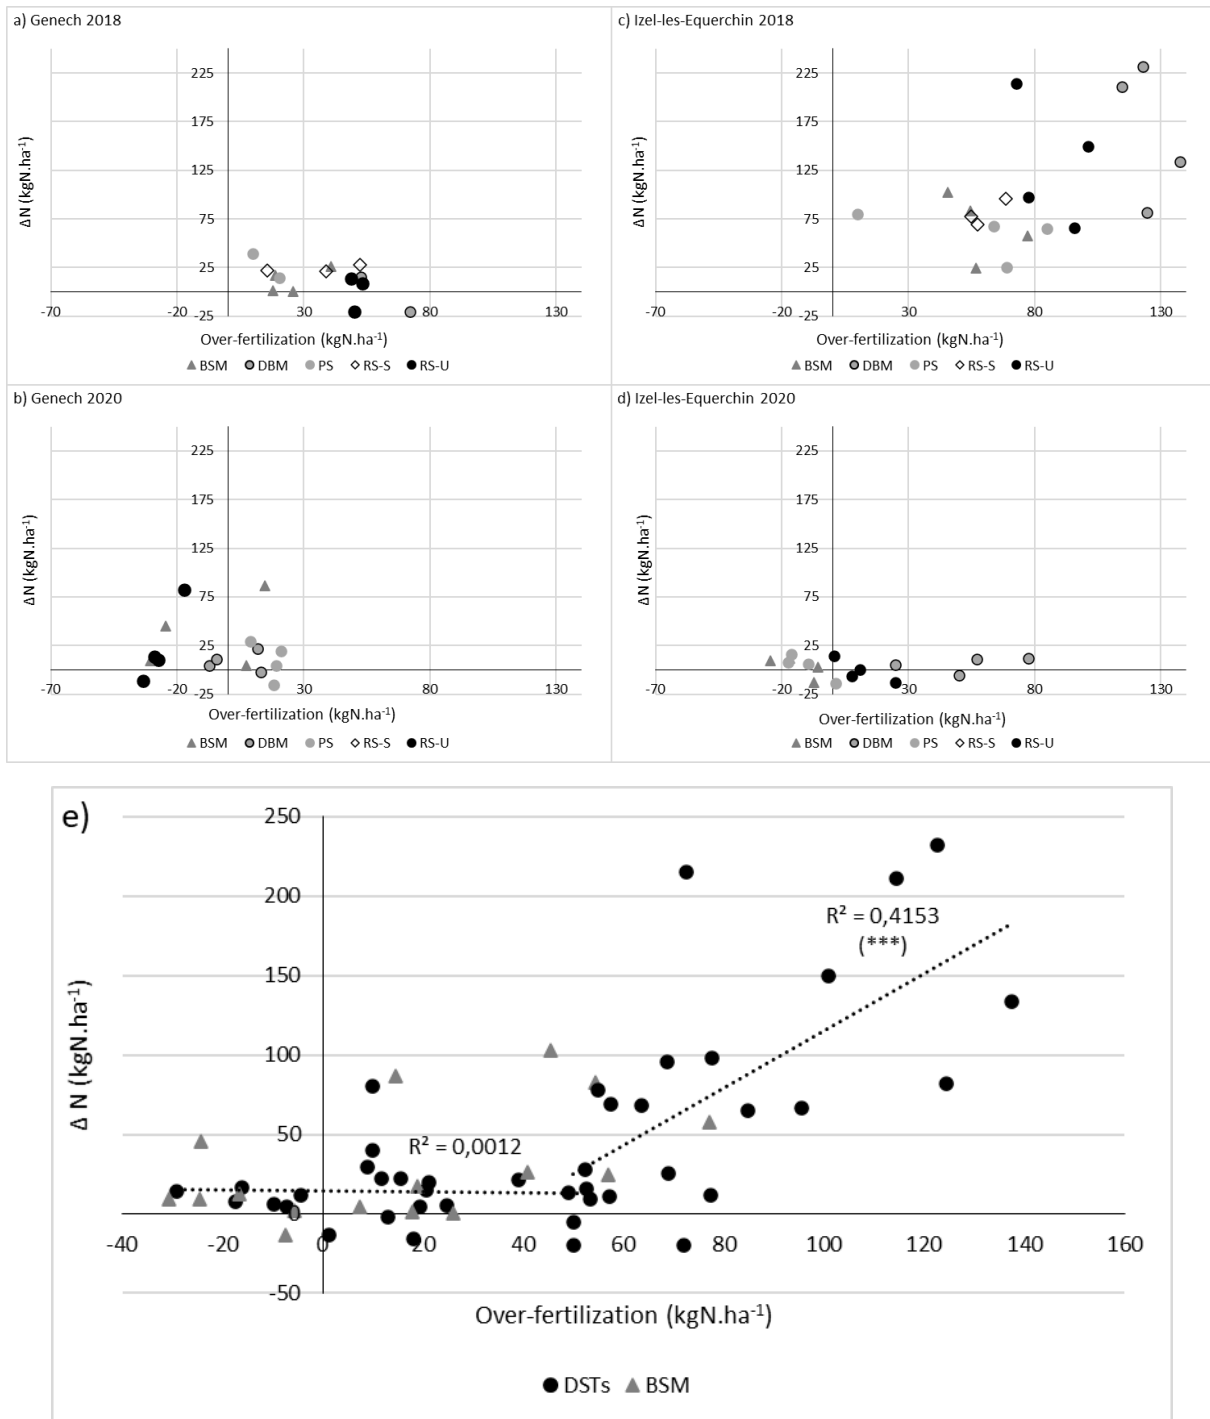 a) Genech 2018
225
175
125
75
25
-25
-70
-20
30
80
130
ΔN (kgN.ha⁻¹)
Over-fertilization (kgN.ha⁻¹)
BSM DBM PS RS-S RS-U
c) Izel-les-Equerchin 2018
225
175
125
75
25
-25
-70
-20
30
80
130
ΔN (kgN.ha⁻¹)
Over-fertilization (kgN.ha⁻¹)
BSM DBM PS RS-S RS-U
b) Genech 2020
225
175
125
75
25
-25
-70
-20
30
80
130
ΔN (kgN.ha⁻¹)
Over-fertilization (kgN.ha⁻¹)
BSM DBM PS RS-S RS-U
d) Izel-les-Equerchin 2020
225
175
125
75
25
-25
-70
-20
30
80
130
ΔN (kgN.ha⁻¹)
Over-fertilization (kgN.ha⁻¹)
BSM DBM PS RS-S RS-U
e)
250
200
150
100
50
0
-50
-40 -20 0 20 40 60 80 100 120 140 160
Δ N (kgN.ha⁻¹)
R² = 0,4153
(***)
R² = 0,0012
Over-fertilization (kgN.ha⁻¹)
DSTs BSM